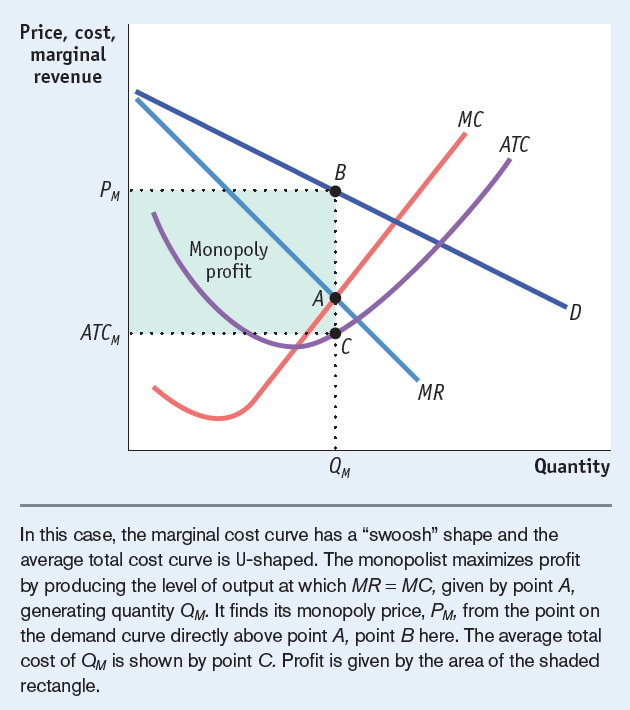 Price, cost,
marginal
revenue
MC
ATC
B
P_M
Monopoly
profit
A
D
ATC_M
C
MR
Q_M
Quantity
In this case, the marginal cost curve has a “swoosh” shape and the
average total cost curve is U-shaped. The monopolist maximizes profit
by producing the level of output at which MR = MC, given by point A,
generating quantity Q_M. It finds its monopoly price, P_M, from the point on
the demand curve directly above point A, point B here. The average total
cost of Q_M is shown by point C. Profit is given by the area of the shaded
rectangle.